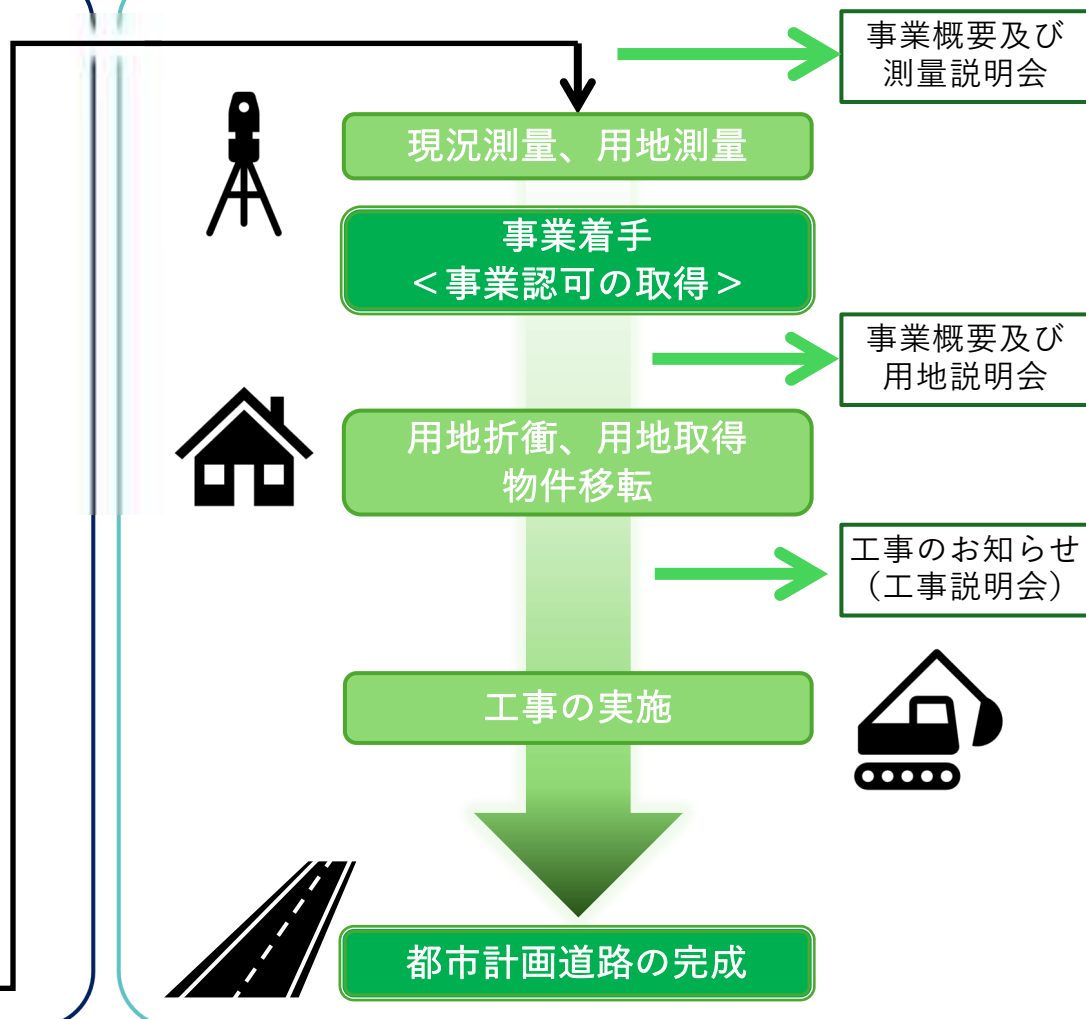 事業概要及び
測量説明会
現況測量、用地測量
事業着手
＜事業認可の取得＞
事業概要及び
用地説明会
用地折衝、用地取得
物件移転
工事のお知らせ
（工事説明会）
工事の実施
都市計画道路の完成